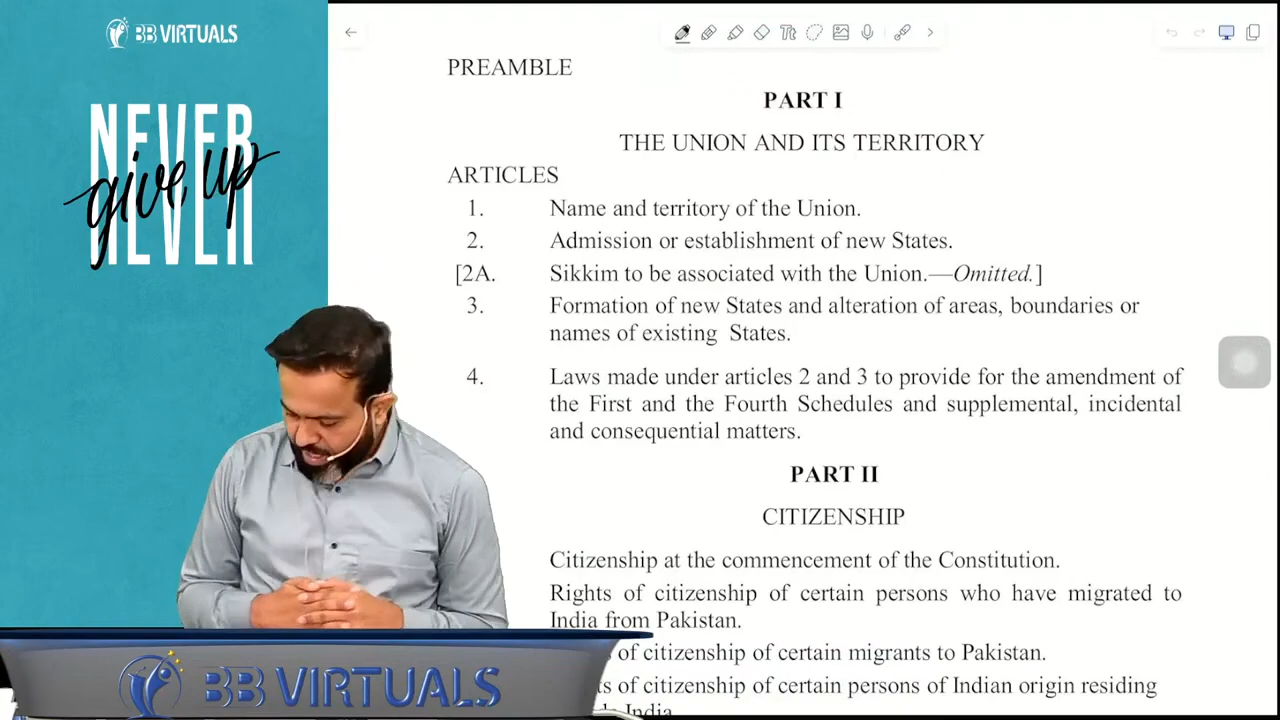 BB VIRTUALS
NEVER
give up
NEVER
PREAMBLE
PART I
THE UNION AND ITS TERRITORY
ARTICLES
1. Name and territory of the Union.
2. Admission or establishment of new States.
[2A. Sikkim to be associated with the Union.—Omitted.]
3. Formation of new States and alteration of areas, boundaries or
names of existing States.
4. Laws made under articles 2 and 3 to provide for the amendment of
the First and the Fourth Schedules and supplemental, incidental
and consequential matters.
PART II
CITIZENSHIP
Citizenship at the commencement of the Constitution.
Rights of citizenship of certain persons who have migrated to
India from Pakistan.
of citizenship of certain migrants to Pakistan.
of citizenship of certain persons of Indian origin residing
India.
BB VIRTUALS